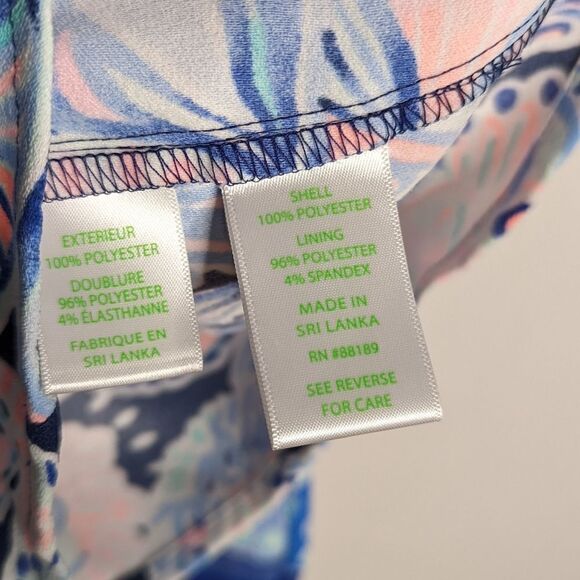 EXTERIEUR
100% POLYESTER
DOUBLURE
96% POLYESTER
4% ÉLASTHANNE
FABRIQUE EN
SRI LANKA
SHELL
100% POLYESTER
LINING
96% POLYESTER
4% SPANDEX
MADE IN
SRI LANKA
RN #88189
SEE REVERSE
FOR CARE